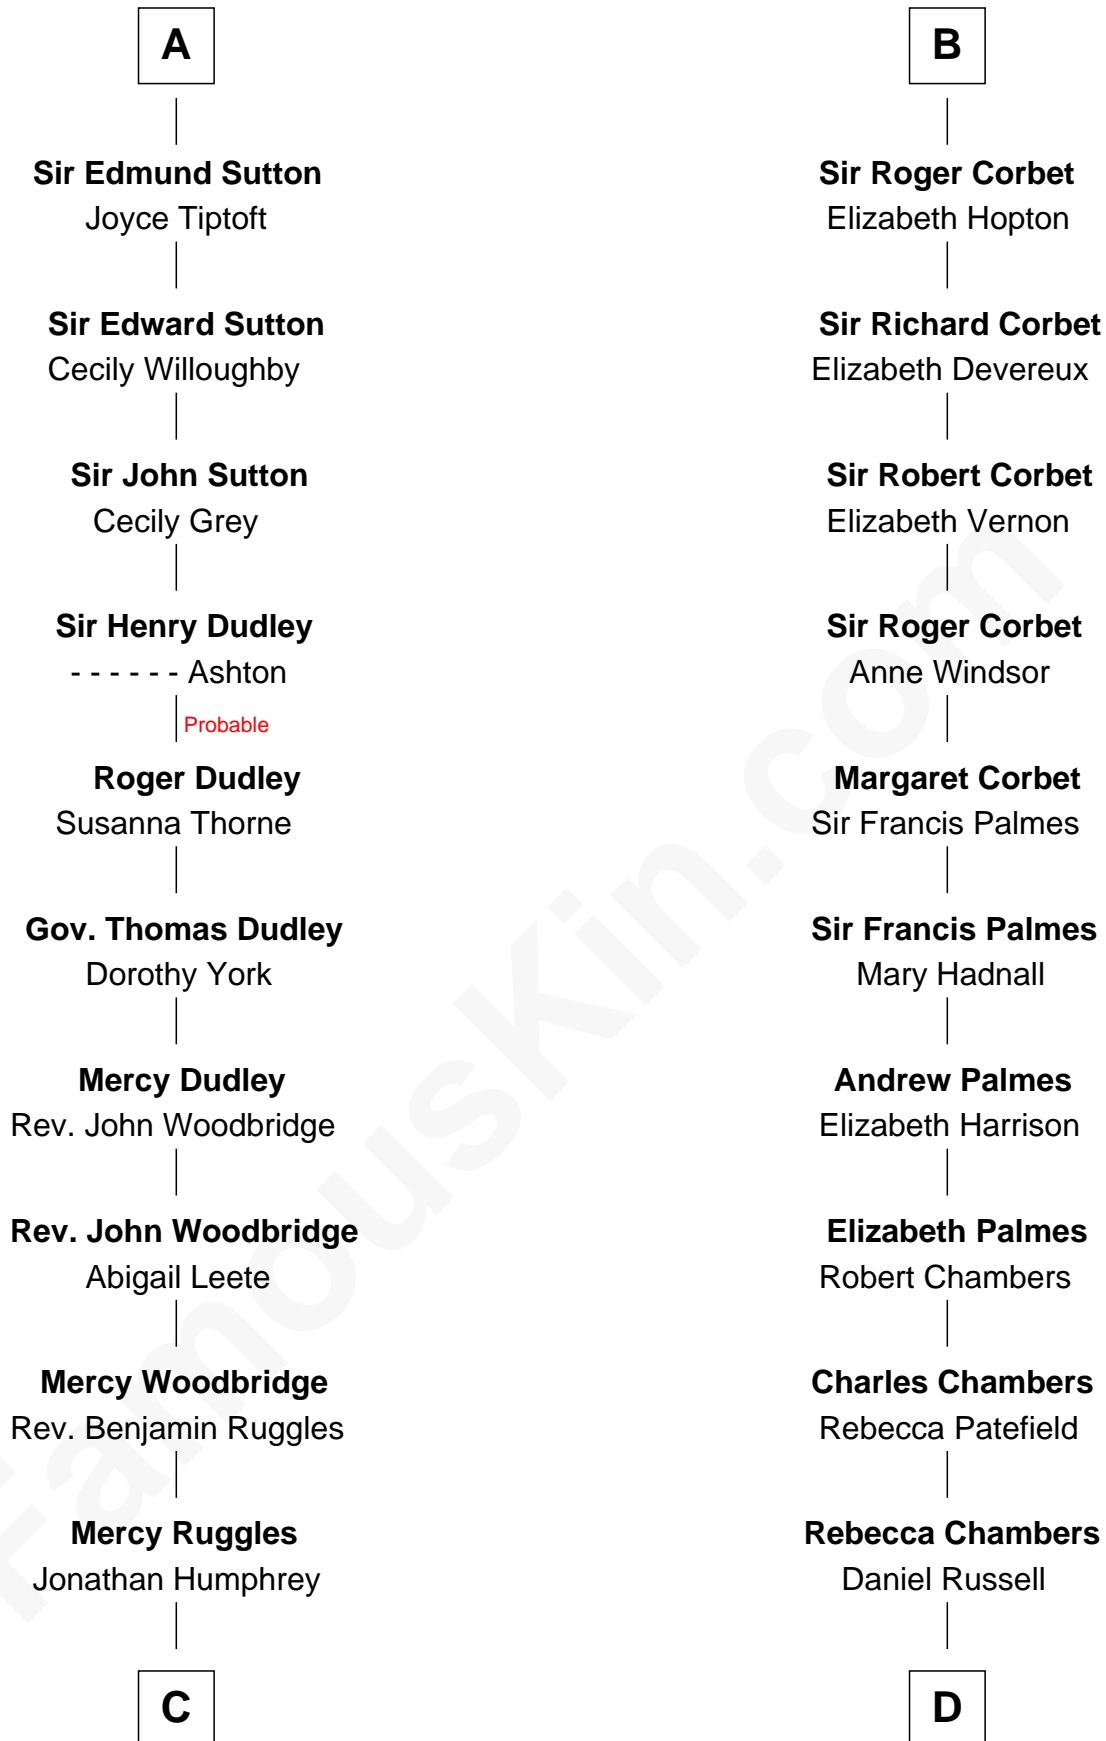 A
Sir Edmund Sutton
Joyce Tiptoft
Sir Edward Sutton
Cecily Willoughby
Sir John Sutton
Cecily Grey
Sir Henry Dudley
- - - - - - Ashton
Probable
Roger Dudley
Susanna Thorne
Gov. Thomas Dudley
Dorothy York
Mercy Dudley
Rev. John Woodbridge
Rev. John Woodbridge
Abigail Leete
Mercy Woodbridge
Rev. Benjamin Ruggles
Mercy Ruggles
Jonathan Humphrey
C
B
Sir Roger Corbet
Elizabeth Hopton
Sir Richard Corbet
Elizabeth Devereux
Sir Robert Corbet
Elizabeth Vernon
Sir Roger Corbet
Anne Windsor
Margaret Corbet
Sir Francis Palmes
Sir Francis Palmes
Mary Hadnall
Andrew Palmes
Elizabeth Harrison
Elizabeth Palmes
Robert Chambers
Charles Chambers
Rebecca Patefield
Rebecca Chambers
Daniel Russell
D
FamousKin.com